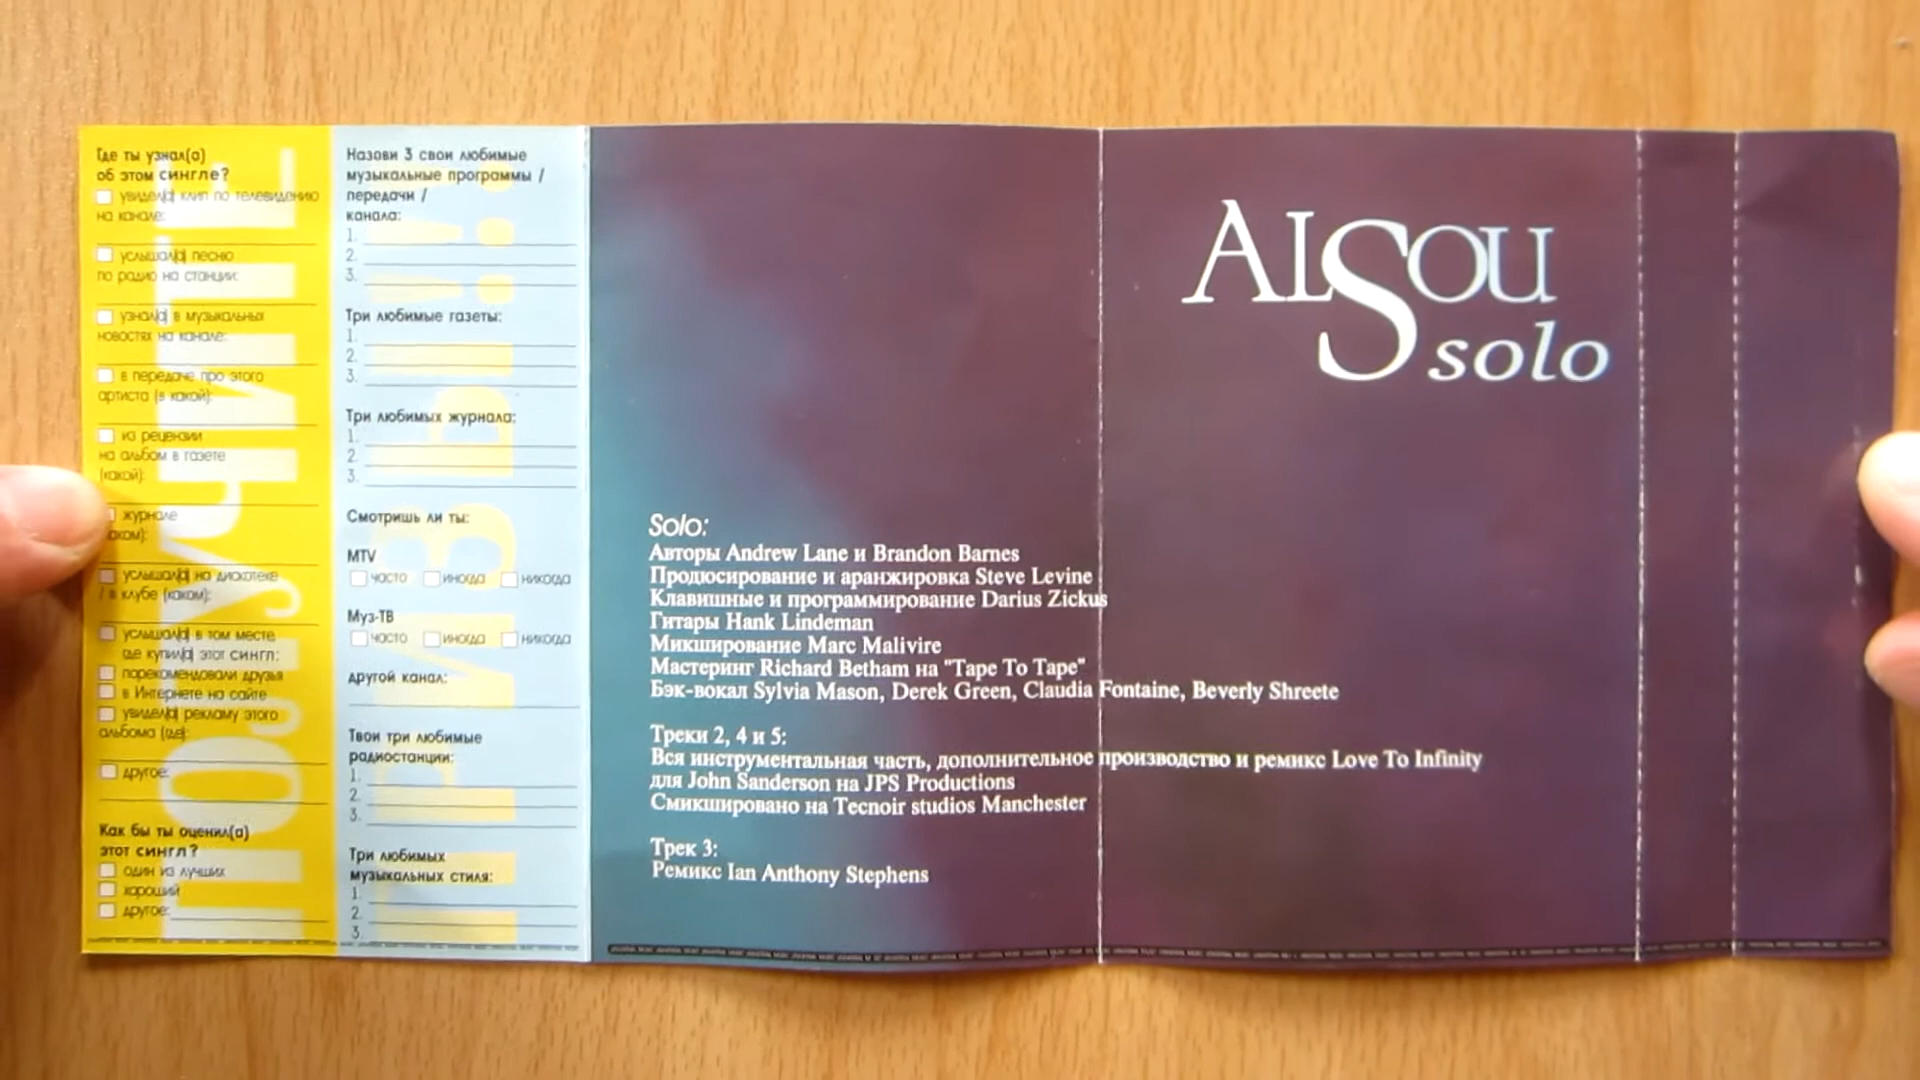 Где ты узнал(а)
об этом сингле?
увидел(а) клип по телевидению
на канале:
услышал(а) песню
по радио на станции:
узнал(а) в музыкальных
новостях на канале:
в передаче про этого
артиста (в какой):
из рецензии
на альбом в газете
(какой):
журнале
услышал(а) на дискотеке
/ в клубе (каком):
услышал(а) в том месте,
где купил(а) этот сингл:
порекомендовали друзья
в Интернете на сайте
увидел(а) рекламу этого
альбома (где):
другое:
Как бы ты оценил(а)
этот сингл?
один из лучших
хороший
другое:
ПОЛУЧИТЕ
Назови 3 свои любимые
музыкальные программы /
передачи /
канала:
1.
2.
3.
Три любимые газеты:
1.
2.
3.
Три любимых журнала:
1.
2.
3.
Смотришь ли ты:
MTV
часто иногда никогда
Муз-ТВ
часто иногда никогда
другой канал:
Твои три любимые
радиостанции:
1.
2.
3.
Три любимых
музыкальных стиля:
1.
2.
3.
ПРИЗЫ!!!
Solo:
Авторы Andrew Lane и Brandon Barnes
Продюсирование и аранжировка Steve Levine
Клавишные и программирование Darius Zickus
Гитары Hank Lindeman
Микширование Marc Malivire
Мастеринг Richard Betham на "Tape To Tape"
Бэк-вокал Sylvia Mason, Derek Green, Claudia Fontaine, Beverly Shreete
Треки 2, 4 и 5:
Вся инструментальная часть, дополнительное производство и ремикс Love To Infinity
для John Sanderson на JPS Productions
Смикшировано на Tecnoir studios Manchester
Трек 3:
Ремикс Ian Anthony Stephens
ALSOU
solo